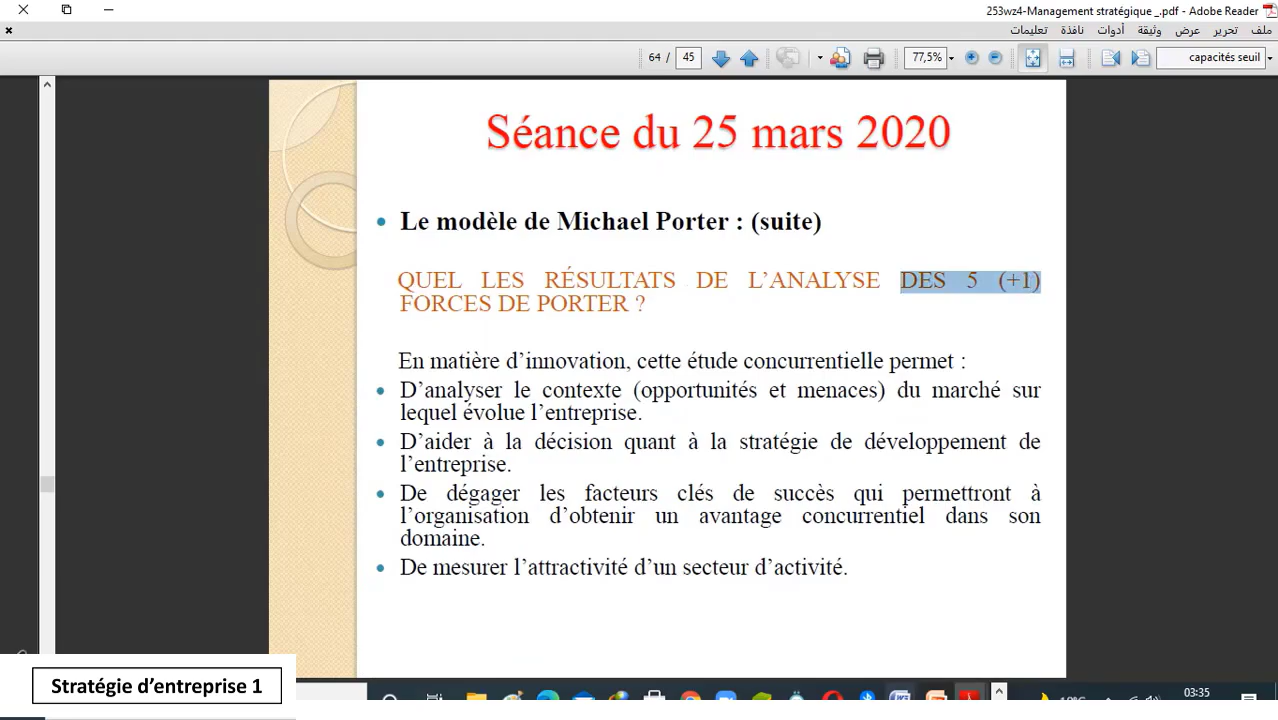 253wz4-Management stratégique _.pdf - Adobe Reader
ملف تحرير عرض وثيقة أدوات نافذة تعليمات
64 / 45 77,5% capacités seuil
Séance du 25 mars 2020
• Le modèle de Michael Porter : (suite)
QUEL LES RÉSULTATS DE L’ANALYSE DES 5 (+1)
FORCES DE PORTER ?
En matière d’innovation, cette étude concurrentielle permet :
• D’analyser le contexte (opportunités et menaces) du marché sur
lequel évolue l’entreprise.
• D’aider à la décision quant à la stratégie de développement de
l’entreprise.
• De dégager les facteurs clés de succès qui permettront à
l’organisation d’obtenir un avantage concurrentiel dans son
domaine.
• De mesurer l’attractivité d’un secteur d’activité.
Stratégie d’entreprise 1
03:35